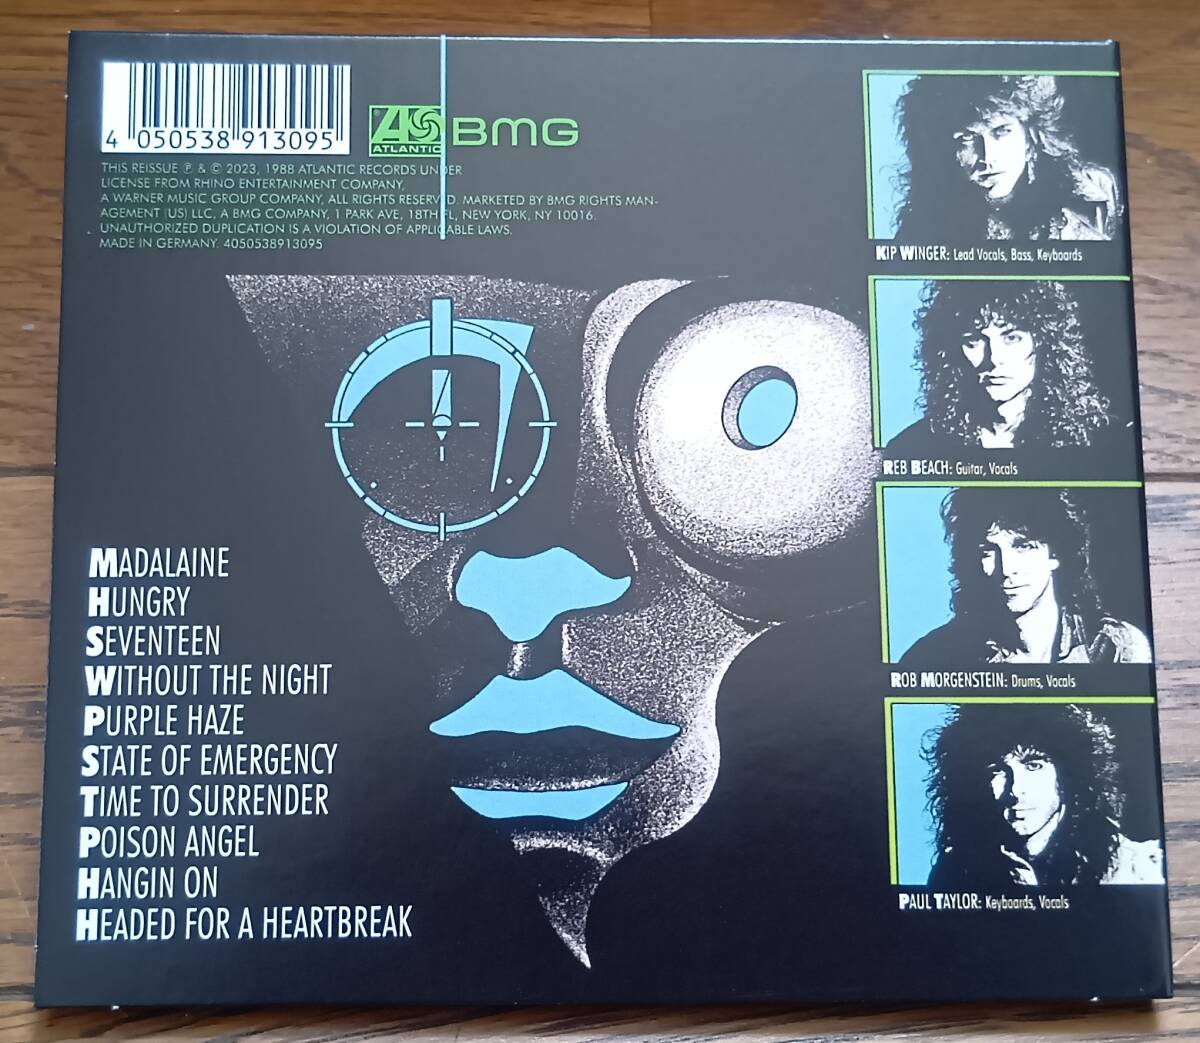 4 050538 913095
ATLANTIC
BMG
THIS REISSUE ℗ & © 2023, 1988 ATLANTIC RECORDS UNDER
LICENSE FROM RHINO ENTERTAINMENT COMPANY,
A WARNER MUSIC GROUP COMPANY, ALL RIGHTS RESERVED. MARKETED BY BMG RIGHTS MAN-
AGEMENT (US) LLC, A BMG COMPANY, 1 PARK AVE, 18TH FL, NEW YORK, NY 10016.
UNAUTHORIZED DUPLICATION IS A VIOLATION OF APPLICABLE LAWS.
MADE IN GERMANY. 4050538913095
KIP WINGER: Lead Vocals, Bass, Keyboards
REB BEACH: Guitar, Vocals
ROB MORGENSTEIN: Drums, Vocals
PAUL TAYLOR: Keyboards, Vocals
MADALAINE
HUNGRY
SEVENTEEN
WITHOUT THE NIGHT
PURPLE HAZE
STATE OF EMERGENCY
TIME TO SURRENDER
POISON ANGEL
HANGIN ON
HEADED FOR A HEARTBREAK